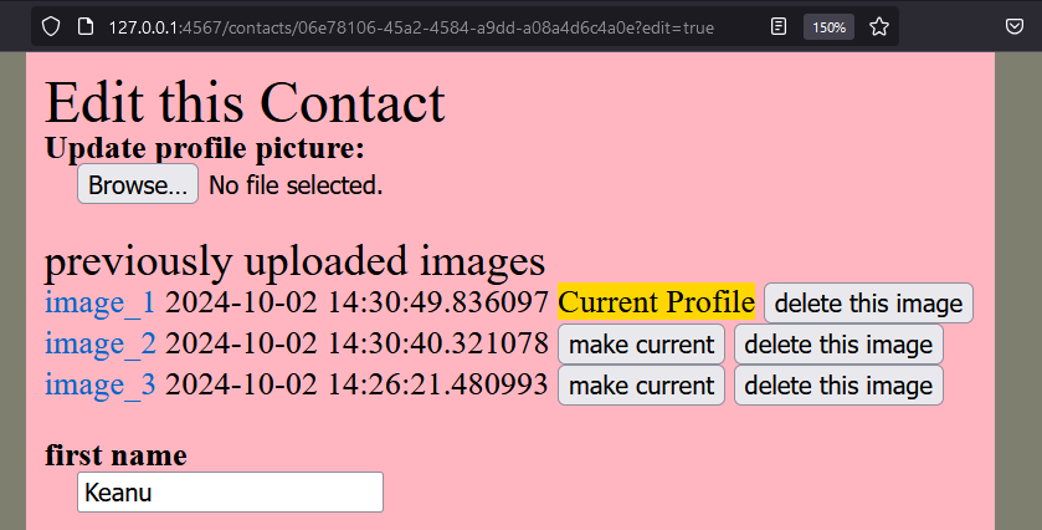 127.0.0.1:4567/contacts/06e78106-45a2-4584-a9dd-a08a4d6c4a0e?edit=true 150%
Edit this Contact
Update profile picture:
Browse... No file selected.
previously uploaded images
image_1 2024-10-02 14:30:49.836097 Current Profile delete this image
image_2 2024-10-02 14:30:40.321078 make current delete this image
image_3 2024-10-02 14:26:21.480993 make current delete this image
first name
Keanu